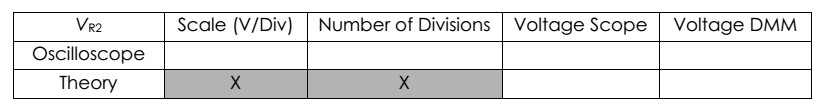 VR2 Scale (V/Div) Number of Divisions Voltage Scope Voltage DMM
Oscilloscope
Theory X X